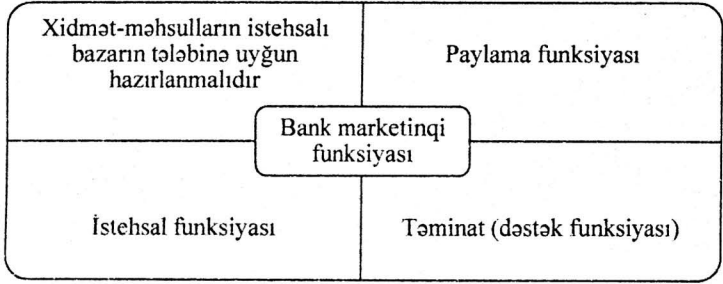 Xidmət-məhsulların istehsalı
bazarın tələbinə uyğun
hazırlanmalıdır
Paylama funksiyası
Bank marketinqi
funksiyası
İstehsal funksiyası
Təminat (dəstək funksiyası)